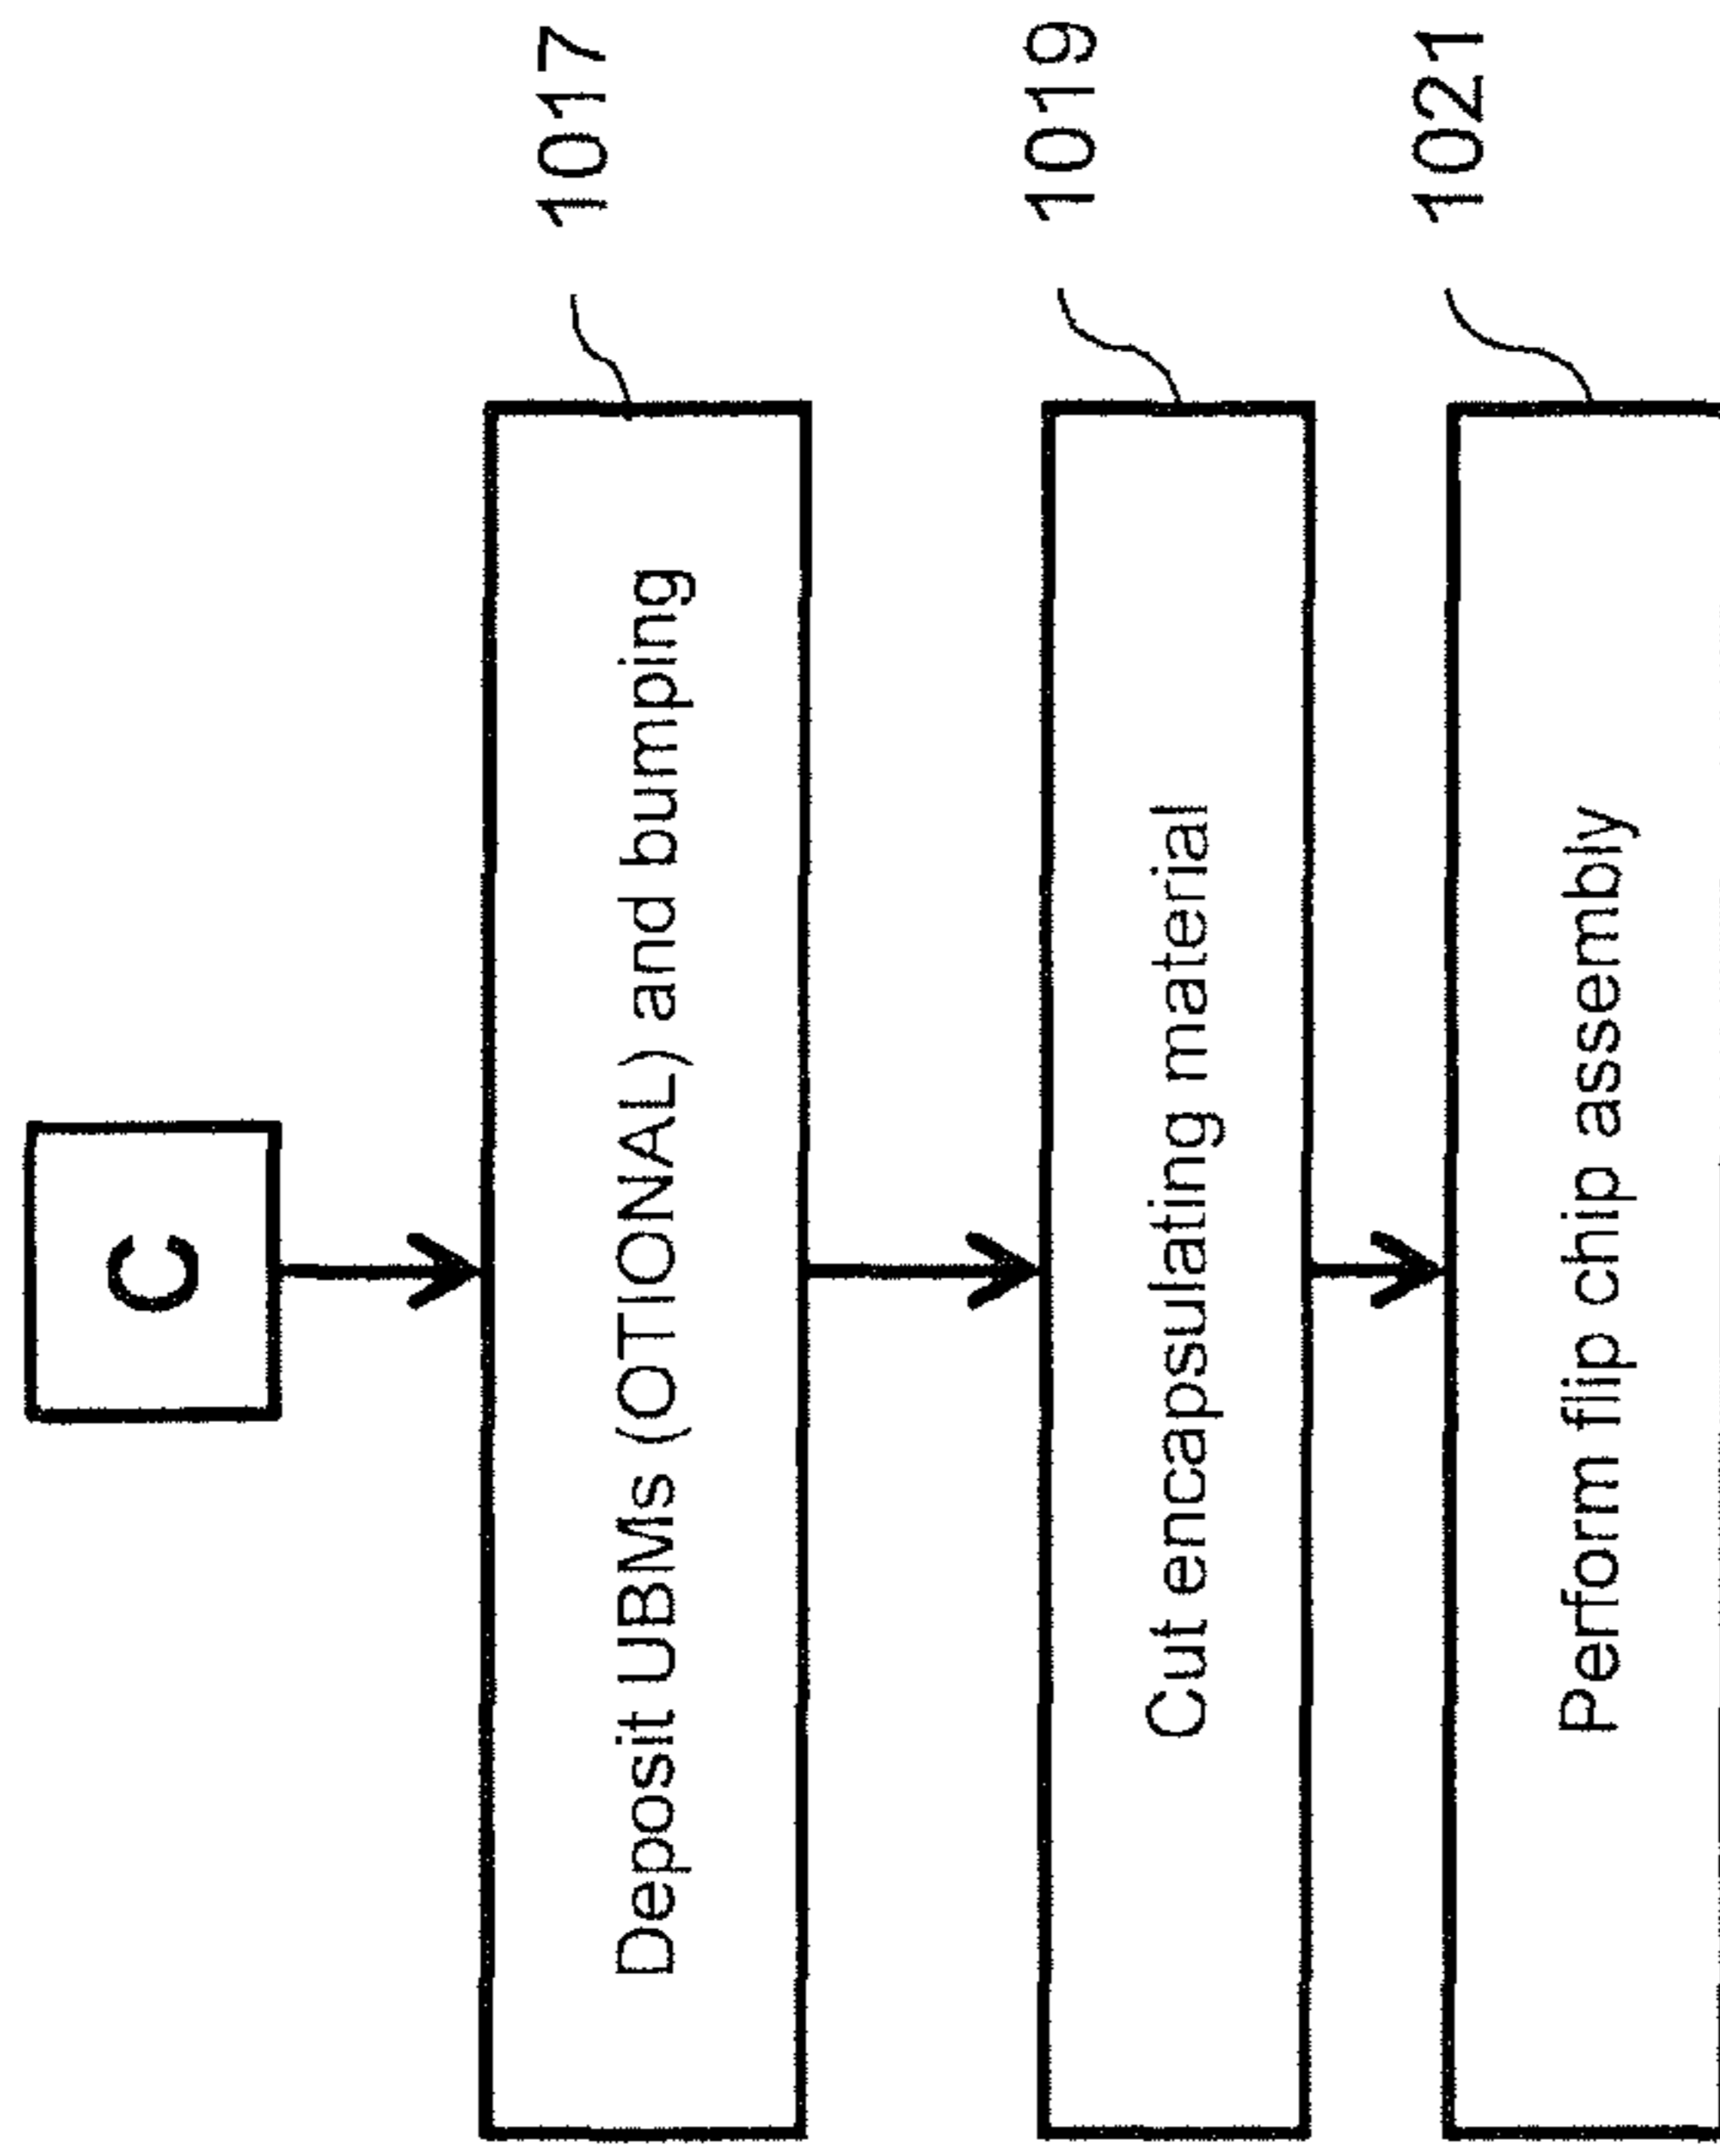 C
Deposit UBMs (OTIONAL) and bumping
1017
Cut encapsulating material
1019
Perform flip chip assembly
1021